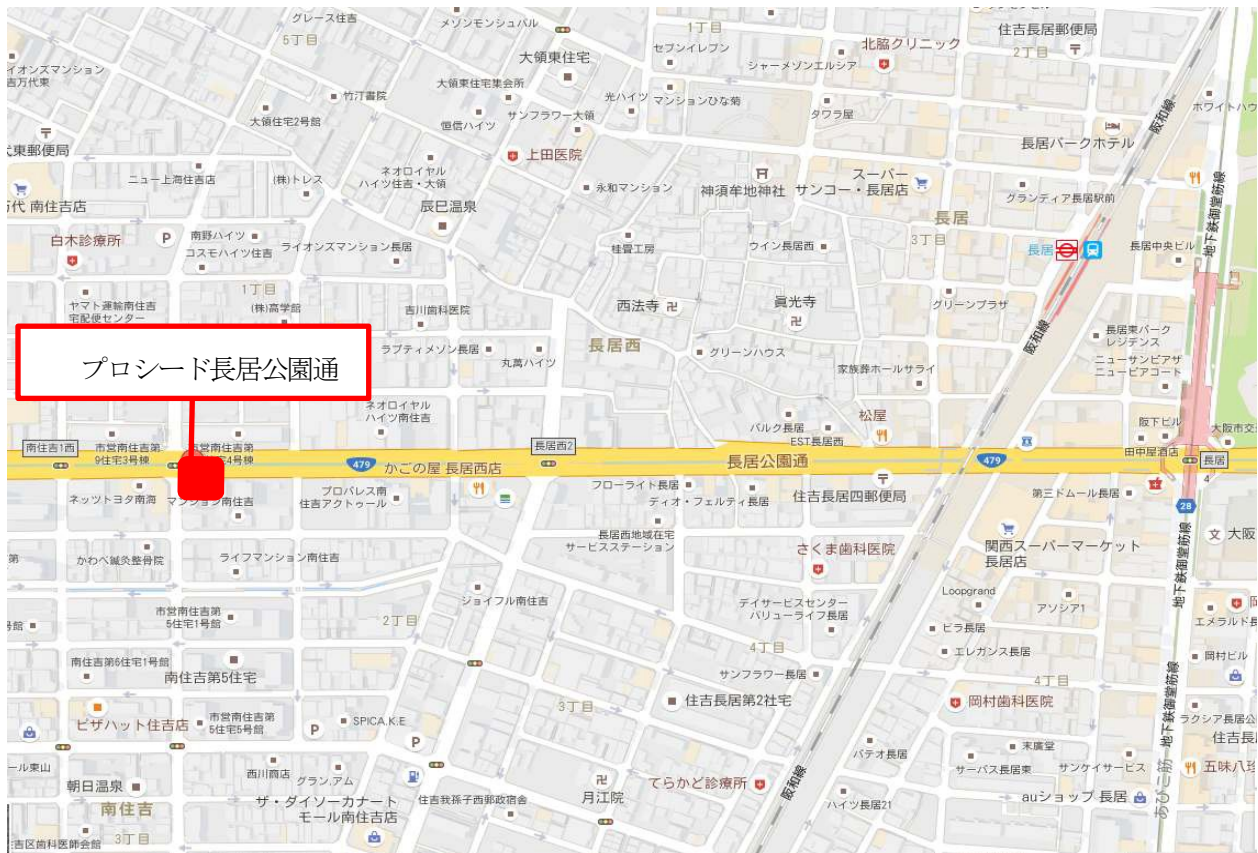 グレース住吉
メゾンモンシュバル
5丁目
1丁目
セブンイレブン
北脇クリニック
住吉長居郵便局
2丁目
大領東住宅
シャーメゾンエルシア
イオンズマンション
吉万代東
竹汀書院
大領東住宅集会所
光ハイツ
マンションひな菊
阪和線
ホワイトハウ
大領住宅2号館
恒信ハイツ
サンフラワー大領
タワラ屋
東郵便局
上田医院
長居パークホテル
ニュー上海住吉店
(株)トレス
ネオロイヤル
ハイツ住吉・大領
永和マンション
神須牟地神社
スーパー
サンコー・長居店
グランディア長居駅前
万代 南住吉店
辰巳温泉
長居
3丁目
白木診療所
P
南野ハイツ
コスモハイツ住吉
ライオンズマンション長居
桂畳工房
ウイン長居西
長居
長居中央ビル
地下鉄御堂筋線
1丁目
ヤマト運輸南住吉
宅配便センター
(株)高学館
吉川歯科医院
西法寺
眞光寺
グリーンプラザ
阪和線
長居東パーク
レジデンス
プロシード長居公園通
ラプティメゾン長居
丸萬ハイツ
長居西
グリーンハウス
家族葬ホールサライ
ニューサンピアザ
ニューピアコート
ネオロイヤル
ハイツ南住吉
バルク長居
松屋
EST長居西
阪下ビル
大阪市交
田中屋酒店
長居
南住吉1西
市営南住吉第
9住宅3号棟
市営南住吉第
宅4号棟
479
かごの屋 長居西店
長居西2
長居公園通
479
4
ネッツトヨタ南海
マンション南住吉
プロパレス南
住吉アクトゥール
フローライト長居
ディオ・フェルティ長居
住吉長居四郵便局
第三ドムール長居
28
第
かわべ鍼灸整骨院
ライフマンション南住吉
長居西地域在宅
サービスステーション
さくま歯科医院
関西スーパーマーケット
長居店
大阪
地下鉄御堂筋線
ジョイフル南住吉
デイサービスセンター
バリューライフ長居
Loopgrand
アソシア1
エメラルド長
号館
市営南住吉第
5住宅1号館
2丁目
ビラ長居
4丁目
エレガンス長居
岡村ビル
南住吉第6住宅1号館
南住吉第5住宅
サンフラワー長居
4丁目
住吉長居第2社宅
岡村歯科医院
3丁目
ラクシア長居公
住吉長
ピザハット住吉店
市営南住吉第
5住宅5号館
P
SPICA.K.E
P
パテオ長居
末廣堂
サーパス長居東
サンケイサービス
地下鉄御堂筋線
五味八珍
ール東山
朝日温泉
西川商店
グラン.アム
月江院
てらかど診療所
阪和線
南住吉
3丁目
ザ・ダイソーカナート
モール南住吉店
住吉我孫子西郵政宿舎
ハイツ長居21
auショップ 長居
あびこ筋
吉区歯科医師会館